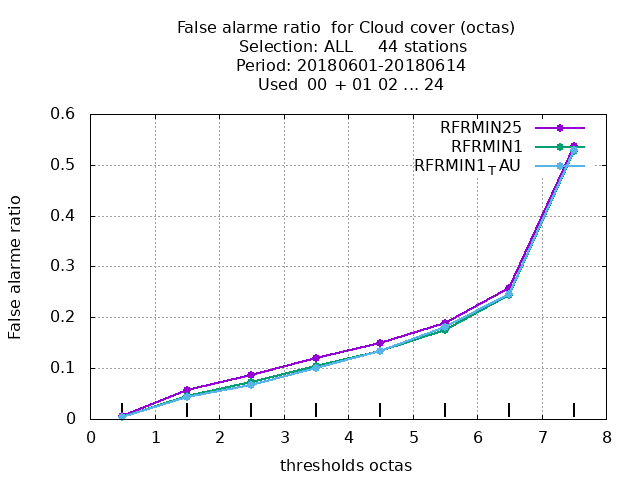 False alarme ratio  for Cloud cover (octas)
Selection: ALL     44 stations
Period: 20180601-20180614
Used  00  + 01 02 ... 24
RFRMIN25
RFRMIN1
RFRMIN1TAU
False alarme ratio
0.6
0.5
0.4
0.3
0.2
0.1
0
0 1 2 3 4 5 6 7 8
thresholds octas